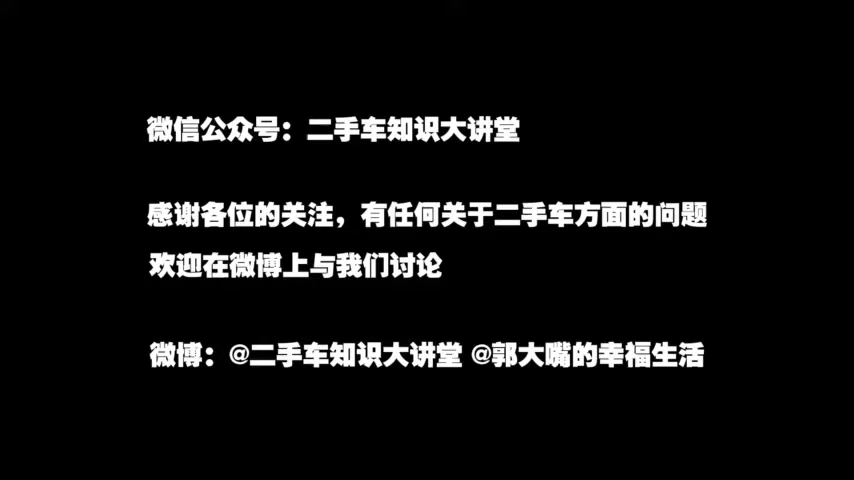 微信公众号：二手车知识大讲堂
感谢各位的关注，有任何关于二手车方面的问题
欢迎在微博上与我们讨论
微博：@二手车知识大讲堂 @郭大嘴的幸福生活